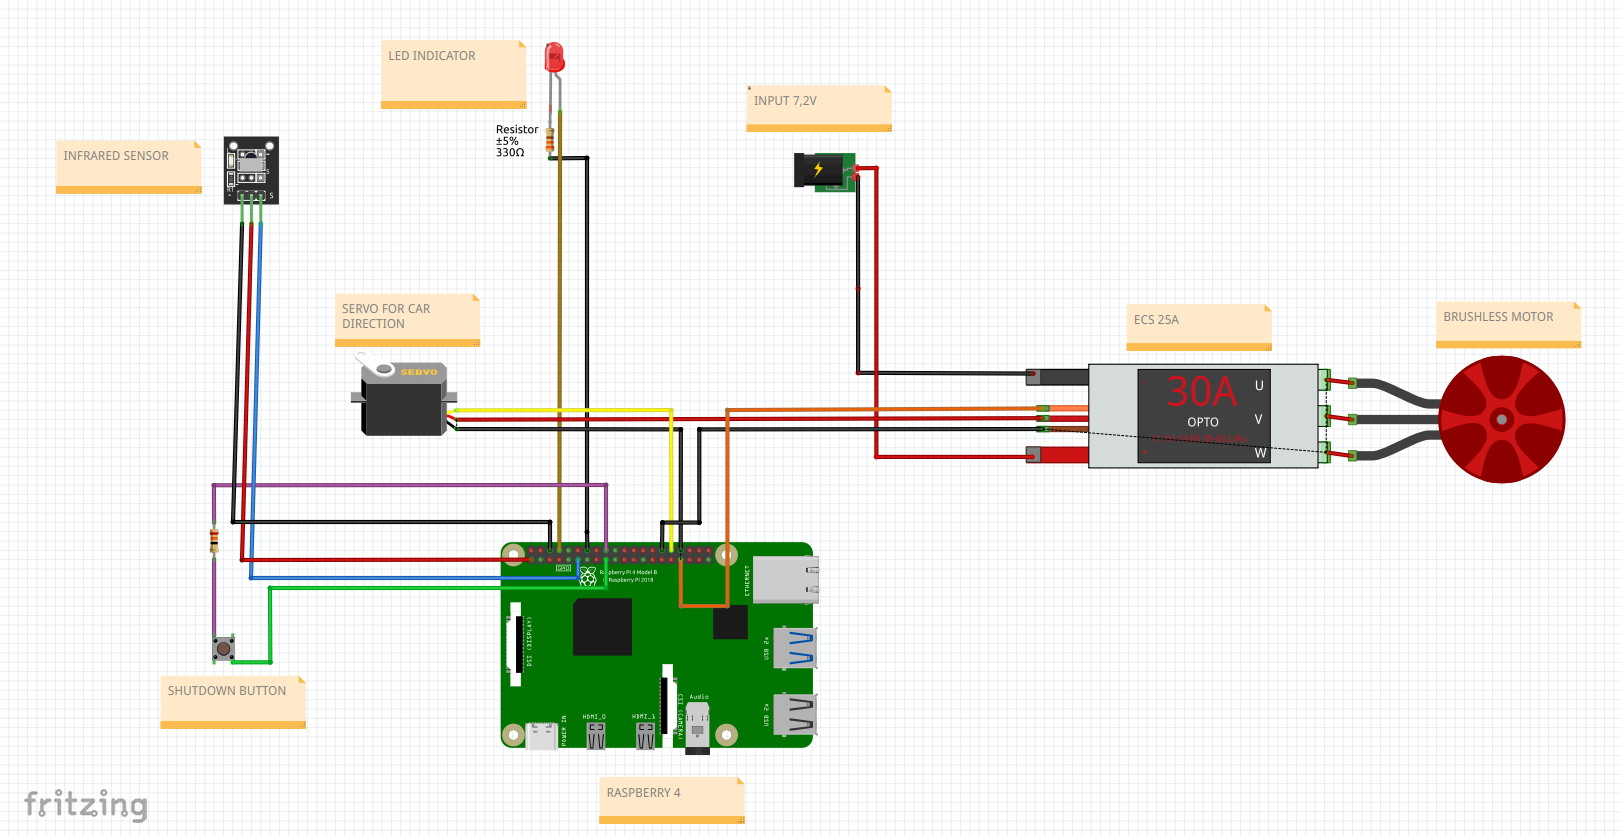 LED INDICATOR
INPUT 7,2V
Resistor
±5%
330Ω
INFRARED SENSOR
S
S
SERVO FOR CAR
DIRECTION
SERVO
ECS 25A
BRUSHLESS MOTOR
30A
OPTO
U
V
W
GPIO
Raspberry Pi 4 Model B
Raspberry Pi 2018
ETHERNET
DSI (DISPLAY)
USB 2x
USB 2x
SHUTDOWN BUTTON
POWER IN
HDMI_0
HDMI_1
CSI (CAMERA)
Audio
RASPBERRY 4
fritzing